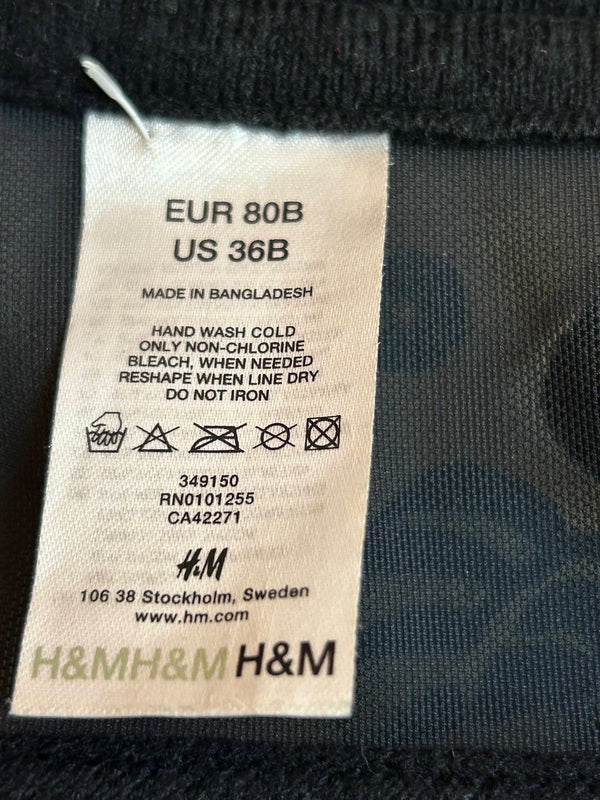 EUR 80B
US 36B
MADE IN BANGLADESH
HAND WASH COLD
ONLY NON-CHLORINE
BLEACH, WHEN NEEDED
RESHAPE WHEN LINE DRY
DO NOT IRON
349150
RN0101255
CA42271
H&M
106 38 Stockholm, Sweden
www.hm.com
H&MH&M H&M